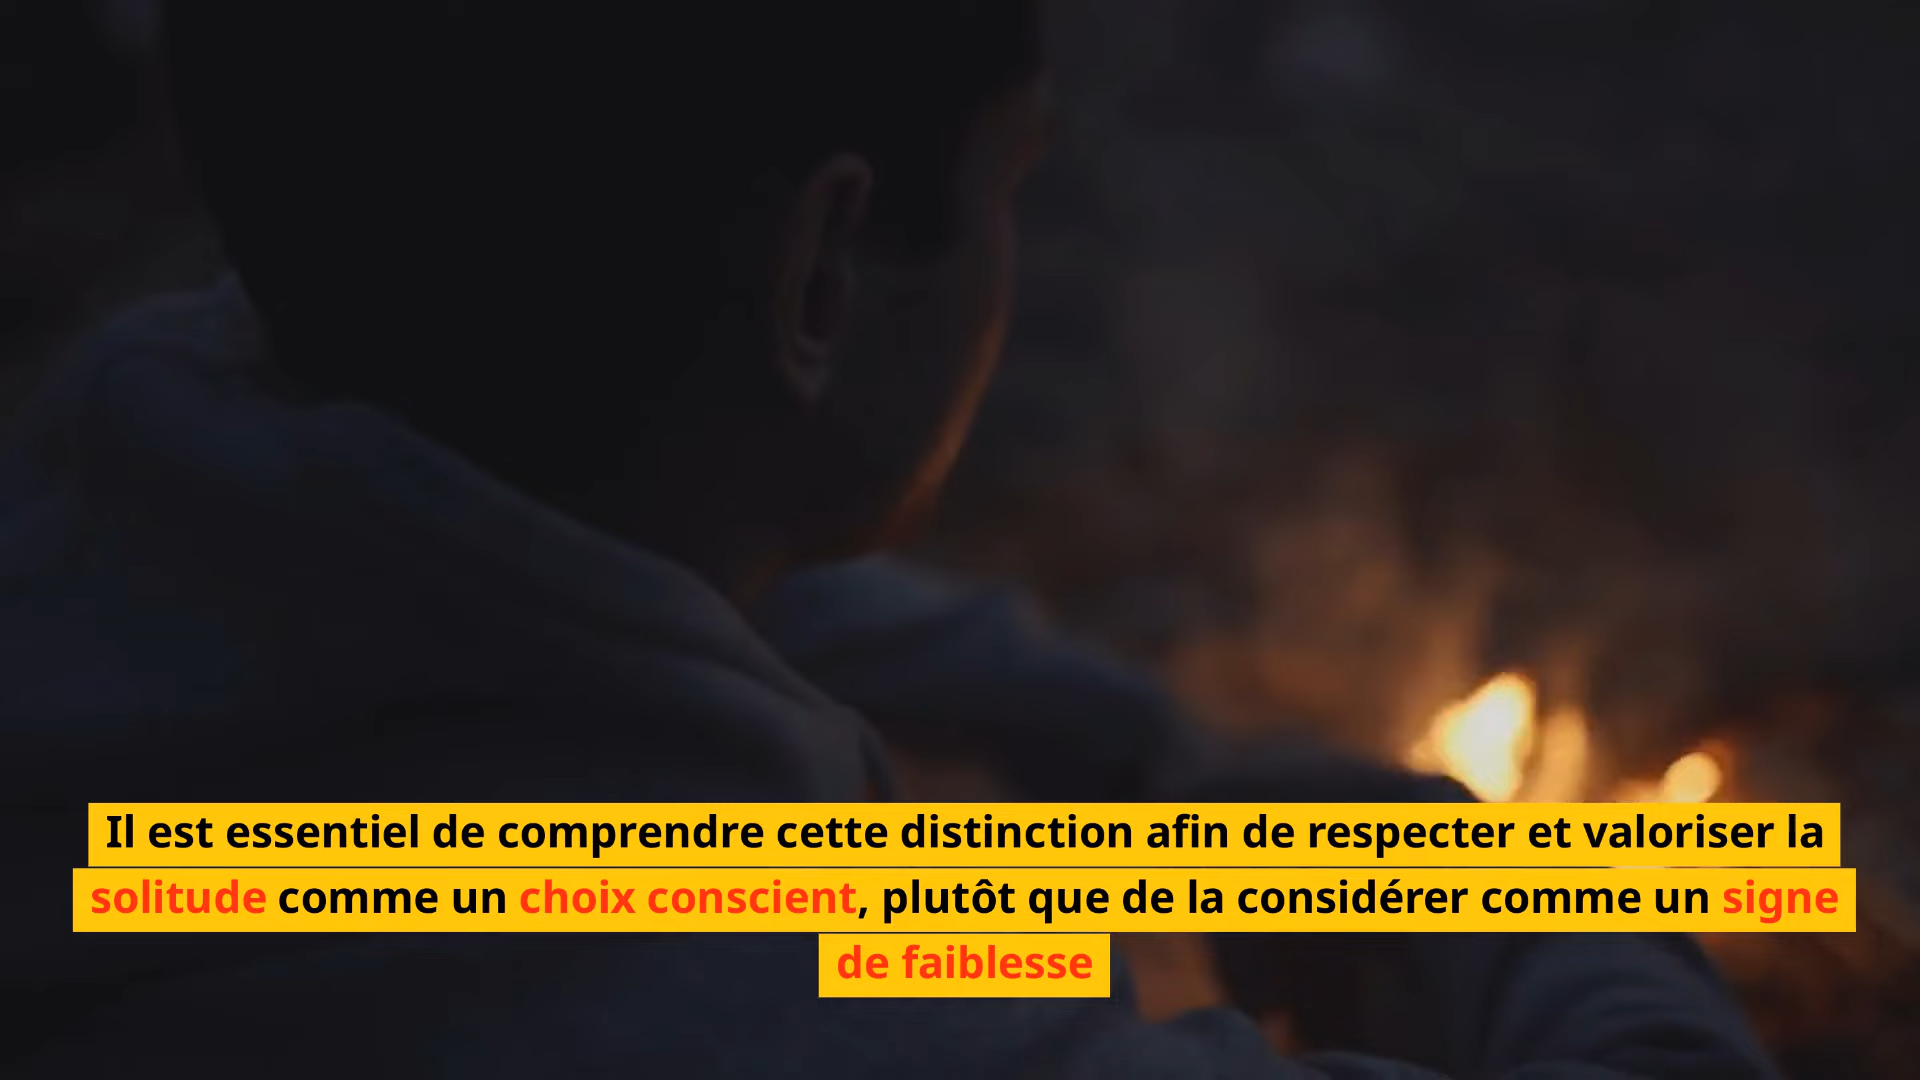 Il est essentiel de comprendre cette distinction afin de respecter et valoriser la
solitude comme un choix conscient, plutôt que de la considérer comme un signe
de faiblesse